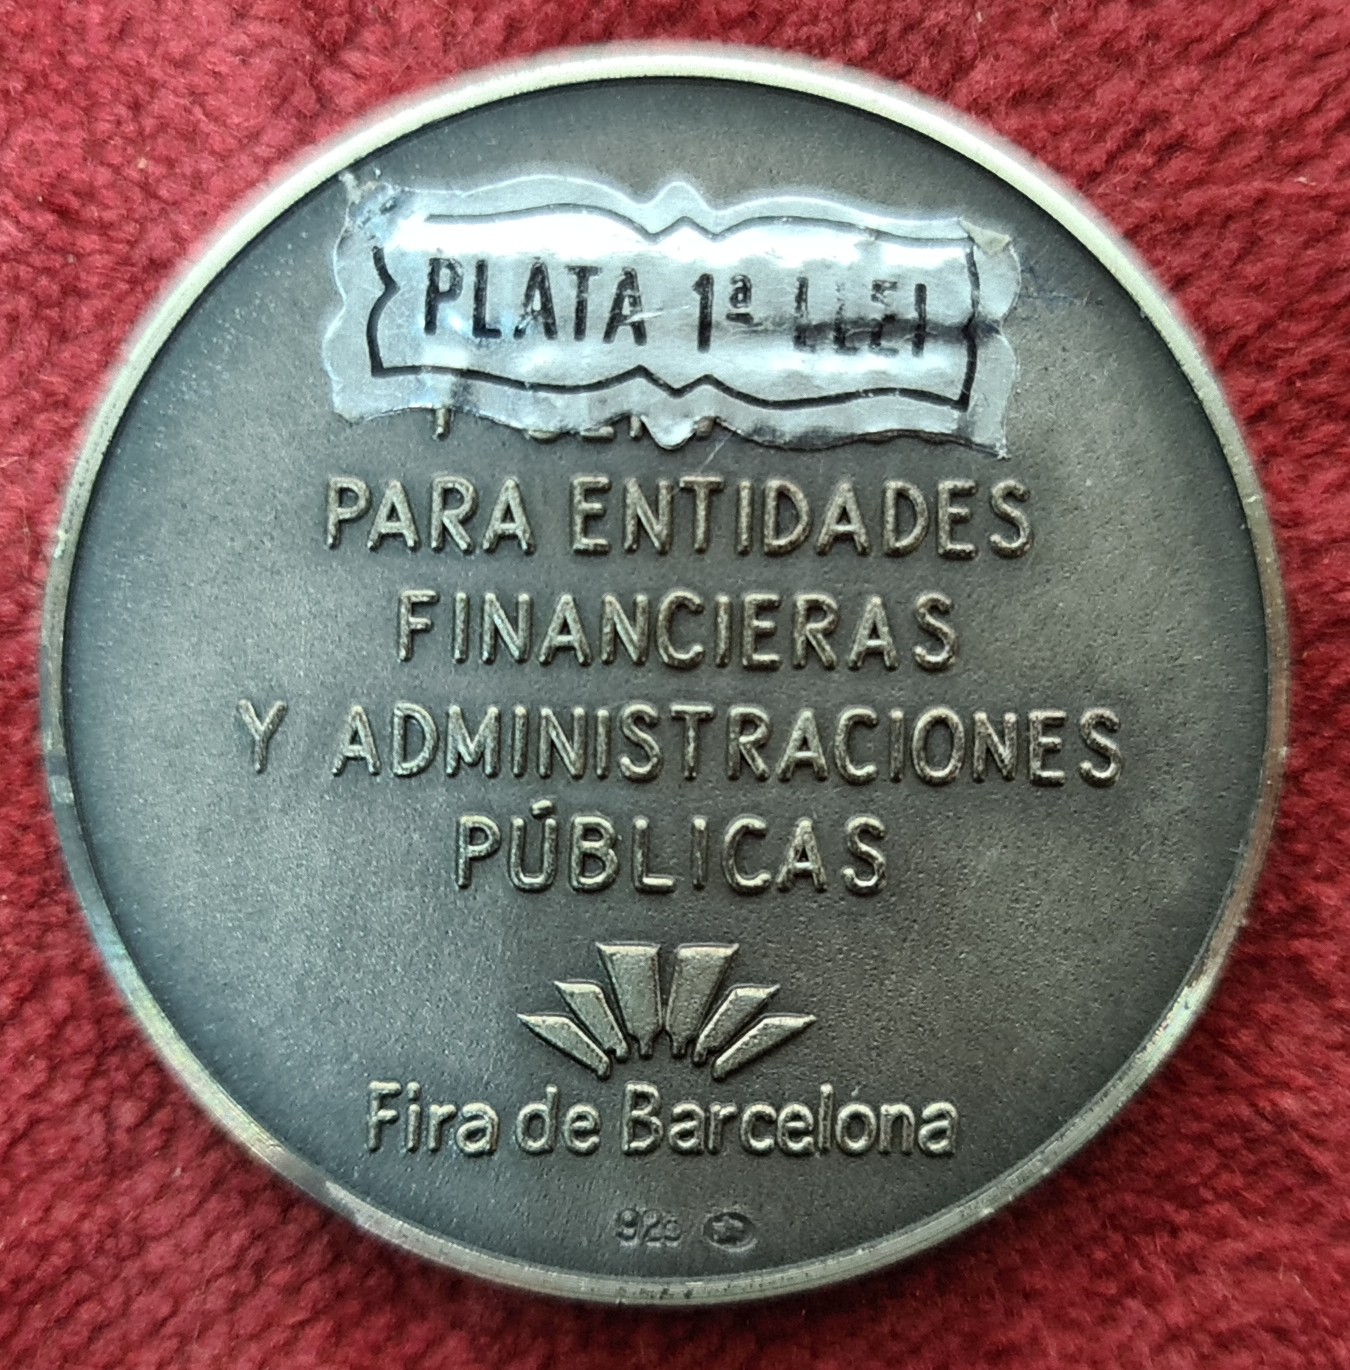 PLATA 1ª LLEI
PARA ENTIDADES
FINANCIERAS
Y ADMINISTRACIONES
PÚBLICAS
Fira de Barcelona
925